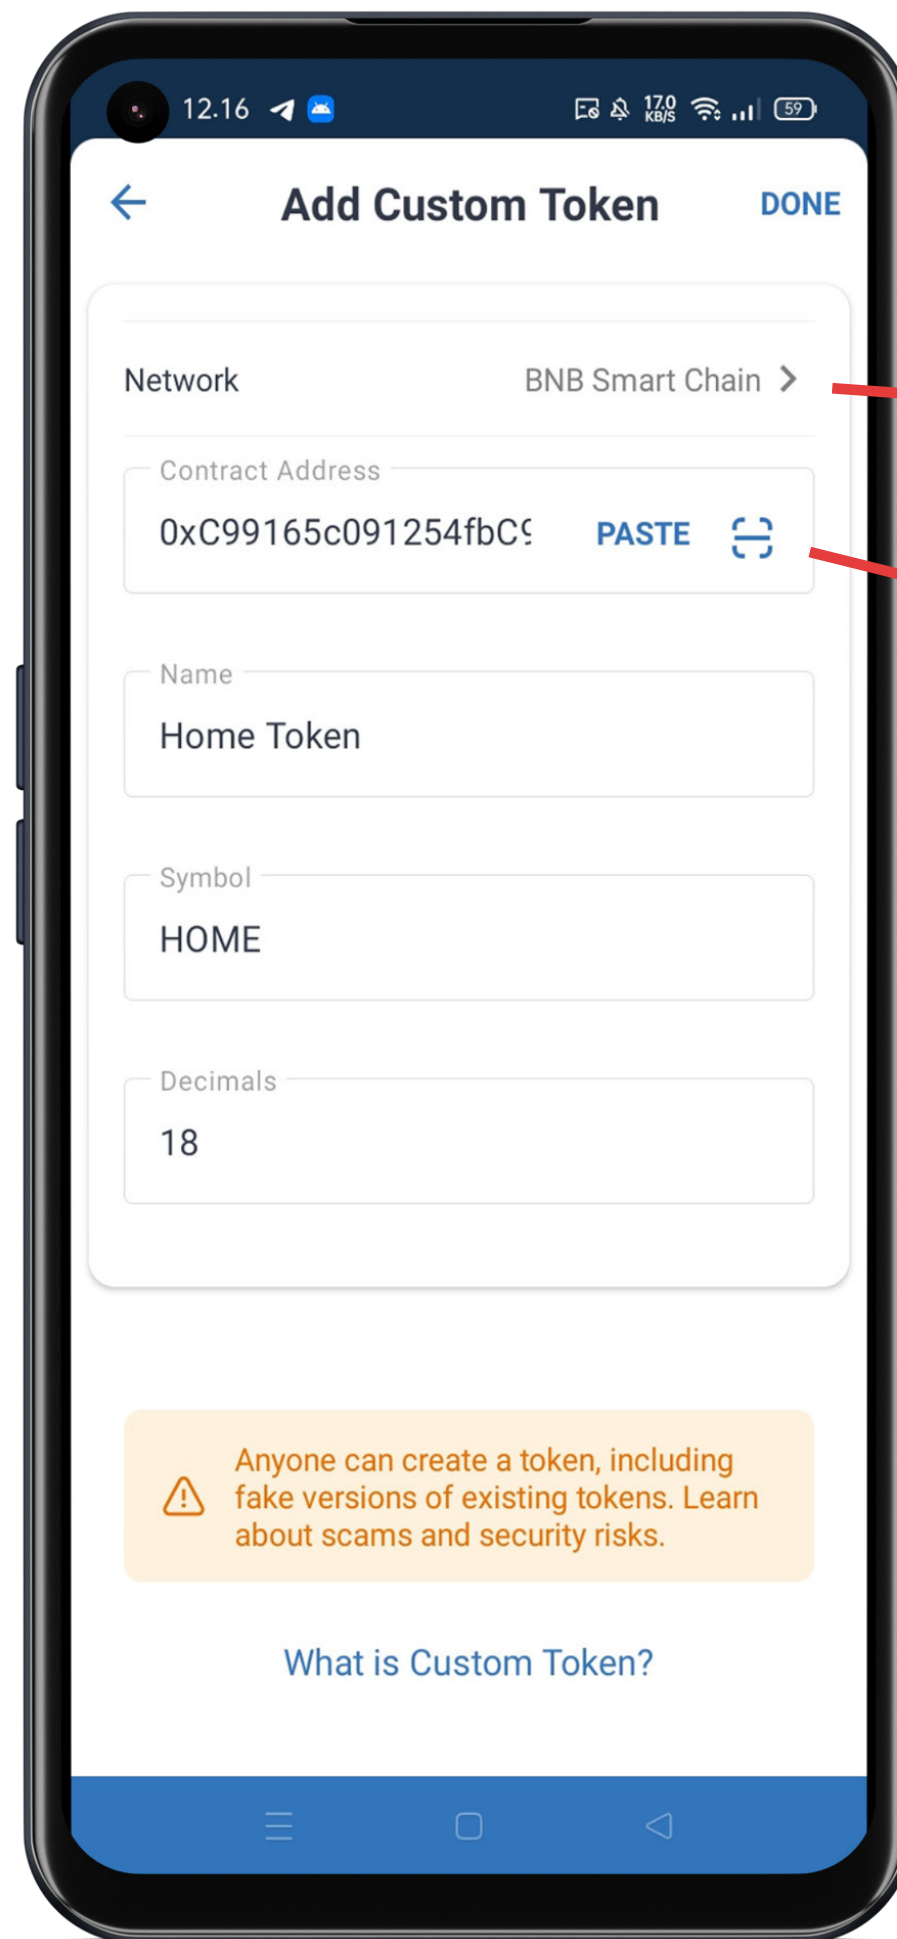 12.16
17.0
KB/S
59
Add Custom Token
DONE
Network
BNB Smart Chain
Contract Address
0xC99165c091254fbC9
PASTE
Name
Home Token
Symbol
HOME
Decimals
18
Anyone can create a token, including
fake versions of existing tokens. Learn
about scams and security risks.
What is Custom Token?